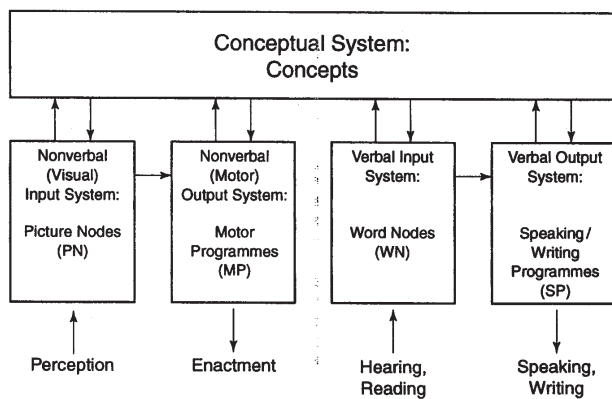 Conceptual System:
Concepts
Nonverbal
(Visual)
Input System:
Picture Nodes
(PN)
Nonverbal
(Motor)
Output System:
Motor
Programmes
(MP)
Verbal Input
System:
Word Nodes
(WN)
Verbal Output
System:
Speaking/
Writing
Programmes
(SP)
Perception
Enactment
Hearing,
Reading
Speaking,
Writing